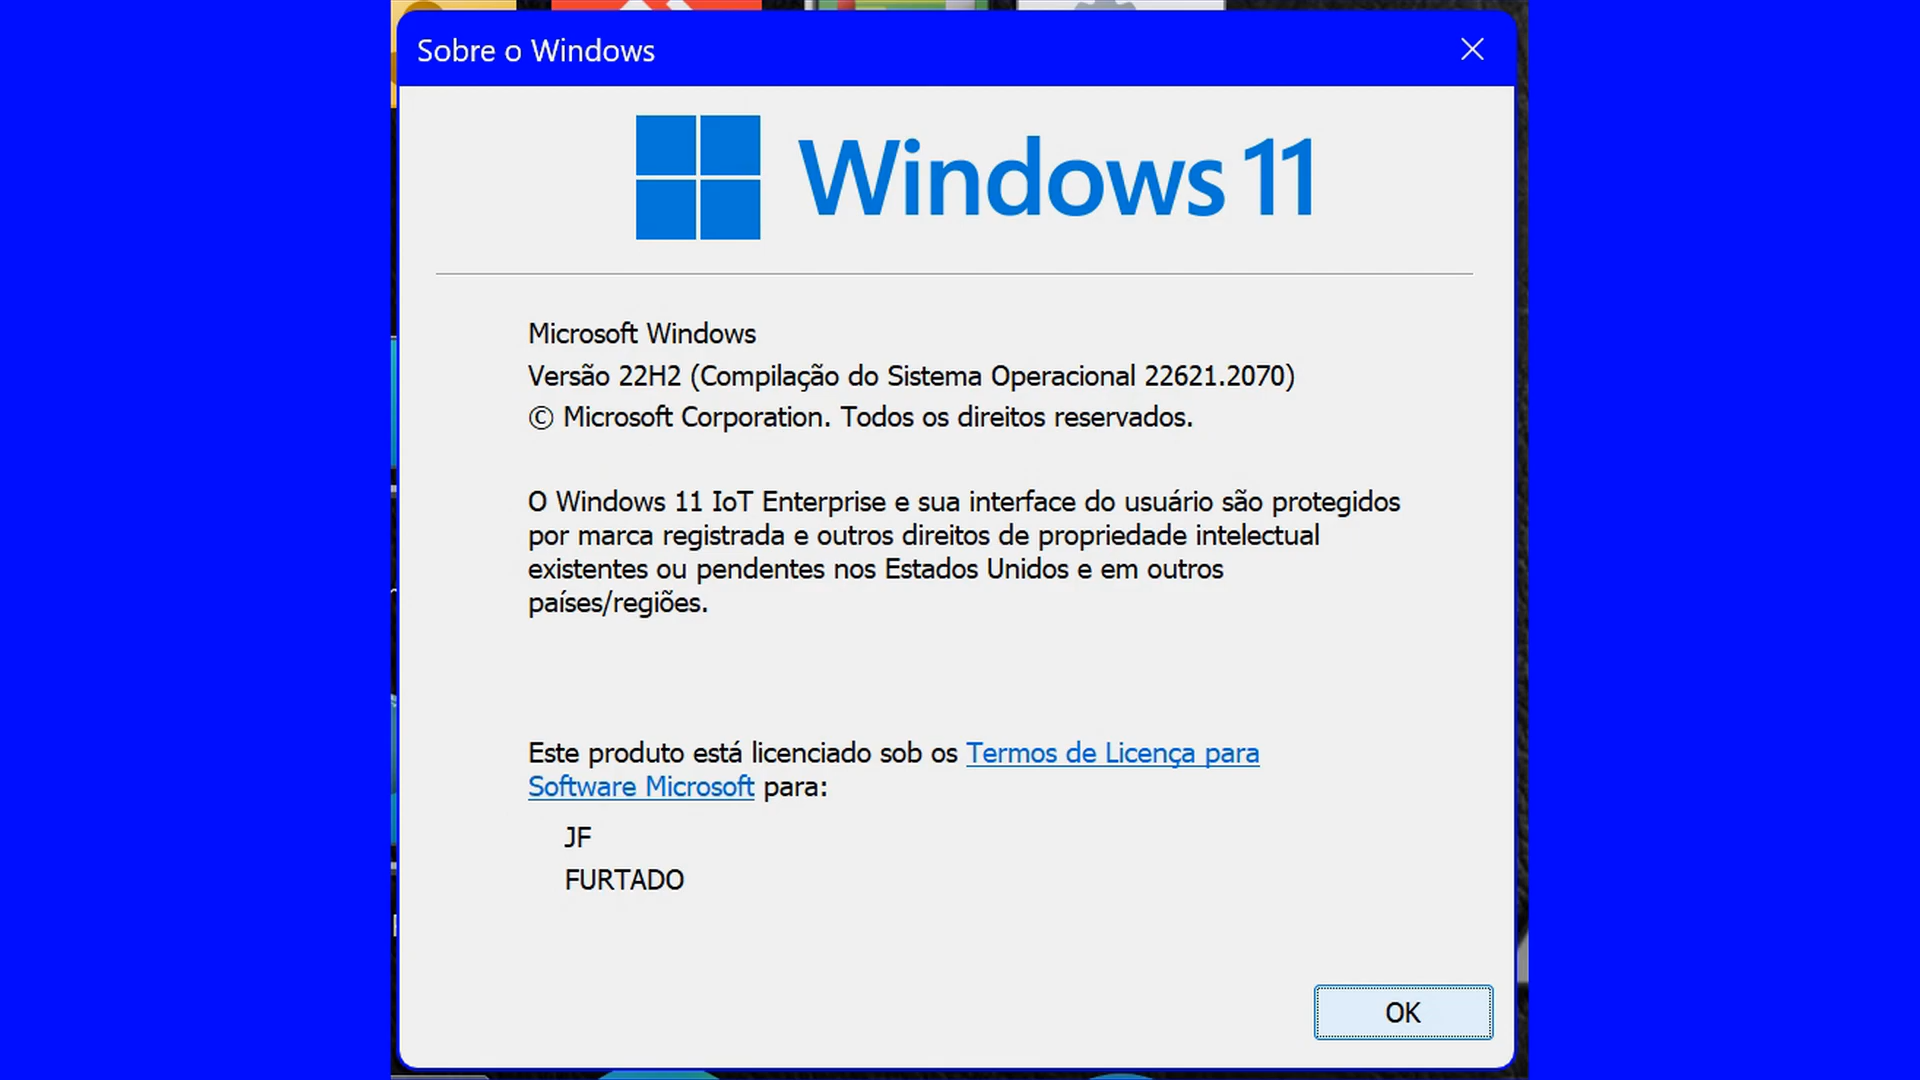 Sobre o Windows
Windows 11
Microsoft Windows
Versão 22H2 (Compilação do Sistema Operacional 22621.2070)
© Microsoft Corporation. Todos os direitos reservados.
O Windows 11 IoT Enterprise e sua interface do usuário são protegidos
por marca registrada e outros direitos de propriedade intelectual
existentes ou pendentes nos Estados Unidos e em outros
países/regiões.
Este produto está licenciado sob os Termos de Licença para
Software Microsoft para:
JF
FURTADO
OK